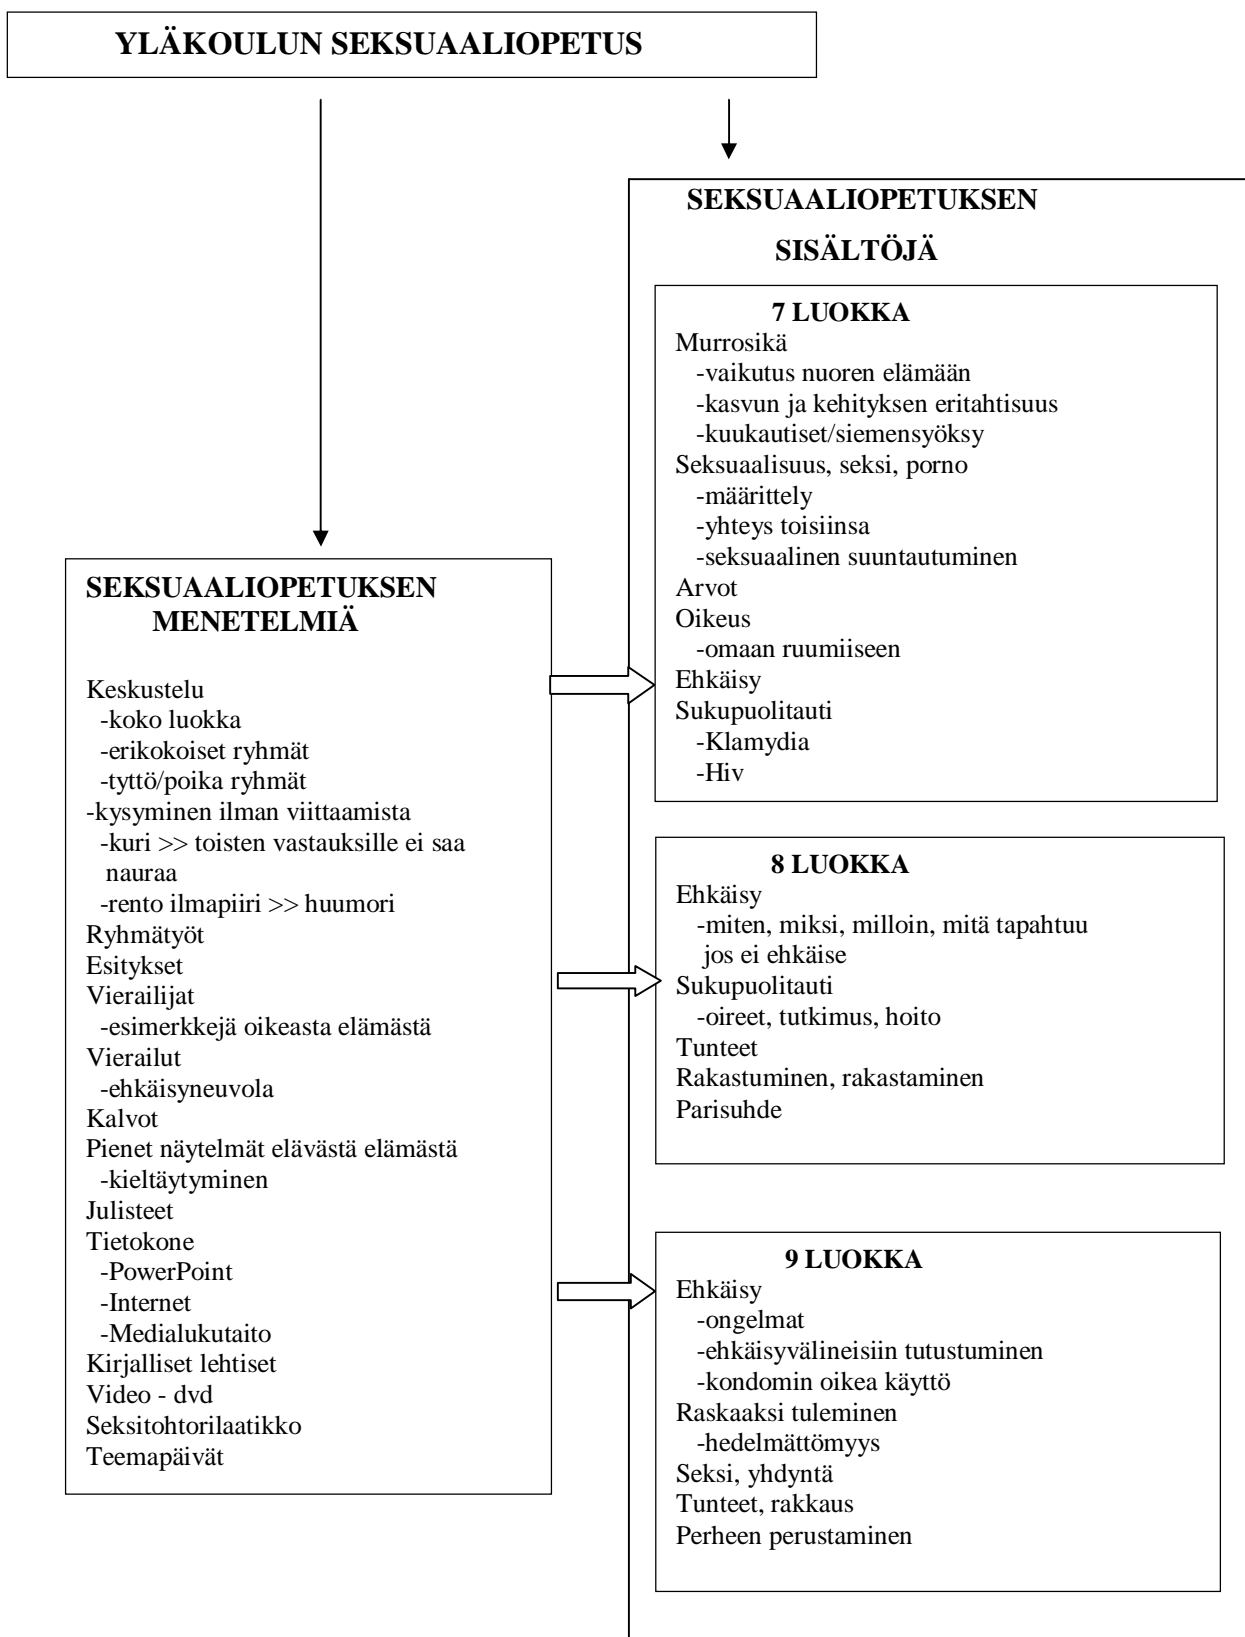 YLÄKOULUN SEKSUAALIOPETUS
SEKSUAALIOPETUKSEN
SISÄLTÖJÄ
7 LUOKKA
Murrosikä
-vaikutus nuoren elämään
-kasvun ja kehityksen eritahtisuus
-kuukautiset/siemensyöksy
Seksuaalisuus, seksi, porno
-määrittely
-yhteys toisiinsa
-seksuaalinen suuntautuminen
Arvot
Oikeus
-omaan ruumiiseen
Ehkäisy
Sukupuolitauti
-Klamydia
-Hiv
8 LUOKKA
Ehkäisy
-miten, miksi, milloin, mitä tapahtuu
jos ei ehkäise
Sukupuolitauti
-oireet, tutkimus, hoito
Tunteet
Rakastuminen, rakastaminen
Parisuhde
9 LUOKKA
Ehkäisy
-ongelmat
-ehkäisyvälineisiin tutustuminen
-kondomin oikea käyttö
Raskaaksi tuleminen
-hedelmättömyys
Seksi, yhdyntä
Tunteet, rakkaus
Perheen perustaminen
SEKSUAALIOPETUKSEN
MENETELMIÄ
Keskustelu
-koko luokka
-erikokoiset ryhmät
-tyttö/poika ryhmät
-kysyminen ilman viittaamista
-kuri >> toisten vastauksille ei saa
nauraa
-rento ilmapiiri >> huumori
Ryhmätyöt
Esitykset
Vierailijat
-esimerkkejä oikeasta elämästä
Vierailut
-ehkäisyneuvola
Kalvot
Pienet näytelmät elävästä elämästä
-kieltäytyminen
Julisteet
Tietokone
-PowerPoint
-Internet
-Medialukutaito
Kirjalliset lehtiset
Video - dvd
Seksitohtorilaatikko
Teemapäivät